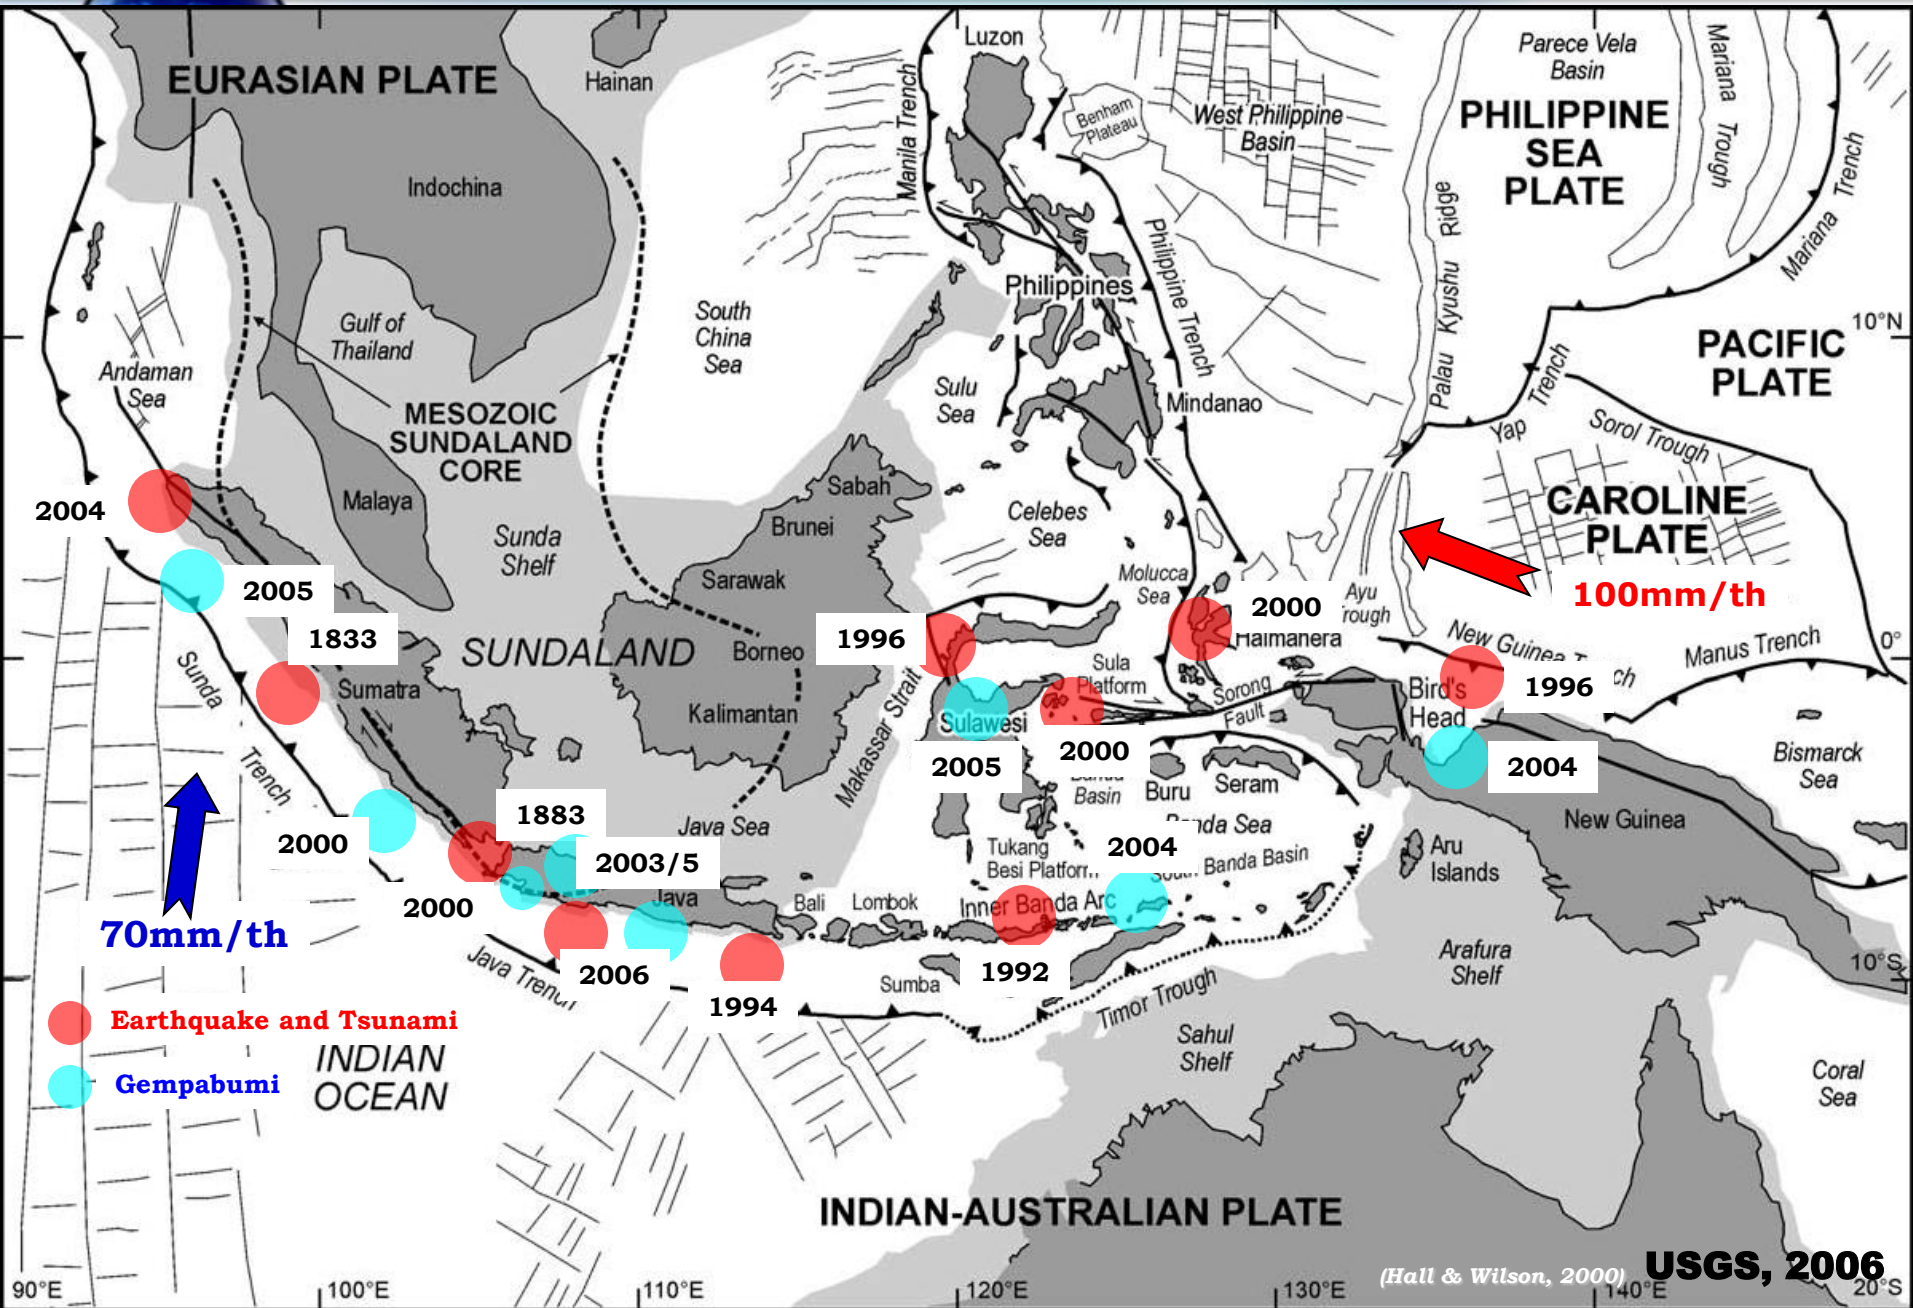 Luzon
Hainan
EURASIAN PLATE
Indochina
Manila Trench
Benham
Plateau
West Philippine
Basin
Parece Vela
Basin
PHILIPPINE
SEA
PLATE
Mariana Trough
Mariana Trench
Philippine Trench
Palau Kyushu Ridge
Philippines
Gulf of
Thailand
South
China
Sea
Andaman
Sea
MESOZOIC
SUNDALAND
CORE
Sulu
Sea
Mindanao
10°N
PACIFIC
PLATE
Yap Trench
Sorol Trough
CAROLINE
PLATE
2004
Malaya
Sunda
Shelf
Sabah
Brunei
Sarawak
Celebes
Sea
Molucca
Sea
Ayu
100mm/th
2005
1833
SUNDALAND
Borneo
1996
2000
Halmahera
New Guinea
Manus Trench
0°
Sunda
Trench
Sumatra
Kalimantan
Makassar Strait
Sula
Platform
Sorong
Fault
Bird's
Head
1996
Sulawesi
2005
2000
2004
Bismarck
Sea
Basin
Buru
Seram
New Guinea
70mm/th
2000
1883
Java Sea
2003/5
Tukang
Besi Platform
2004
Banda Sea
South Banda Basin
Aru
Islands
2000
Java
Bali
Lombok
Inner Banda Arc
Java Trench
2006
1994
Sumba
1992
Timor Trough
Arafura
Shelf
10°S
Earthquake and Tsunami
Gempabumi
INDIAN
OCEAN
Sahul
Shelf
Coral
Sea
INDIAN-AUSTRALIAN PLATE
(Hall & Wilson, 2000)
USGS, 2006
90°E
100°E
110°E
120°E
130°E
140°E
20°S